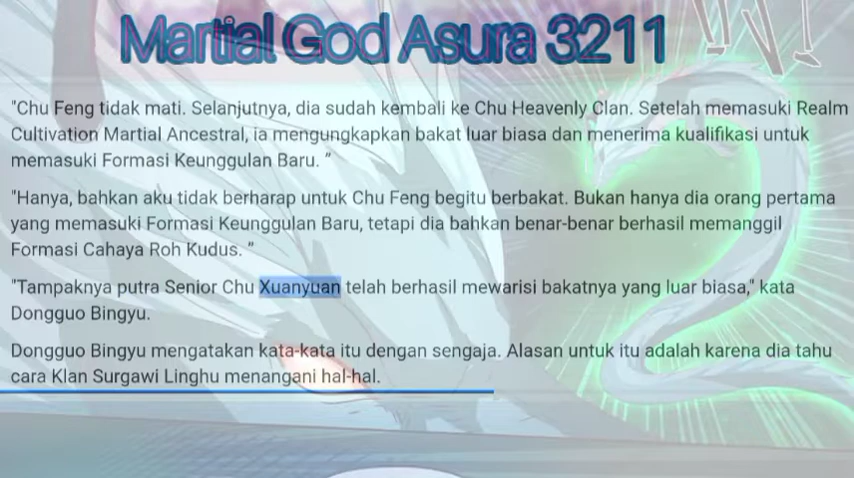 Martial God Asura 3211
"Chu Feng tidak mati. Selanjutnya, dia sudah kembali ke Chu Heavenly Clan. Setelah memasuki Realm
Cultivation Martial Ancestral, ia mengungkapkan bakat luar biasa dan menerima kualifikasi untuk
memasuki Formasi Keunggulan Baru. ”
"Hanya, bahkan aku tidak berharap untuk Chu Feng begitu berbakat. Bukan hanya dia orang pertama
yang memasuki Formasi Keunggulan Baru, tetapi dia bahkan benar-benar berhasil memanggil
Formasi Cahaya Roh Kudus. ”
"Tampaknya putra Senior Chu Xuanyuan telah berhasil mewarisi bakatnya yang luar biasa," kata
Dongguo Bingyu.
Dongguo Bingyu mengatakan kata-kata itu dengan sengaja. Alasan untuk itu adalah karena dia tahu
cara Klan Surgawi Linghu menangani hal-hal.